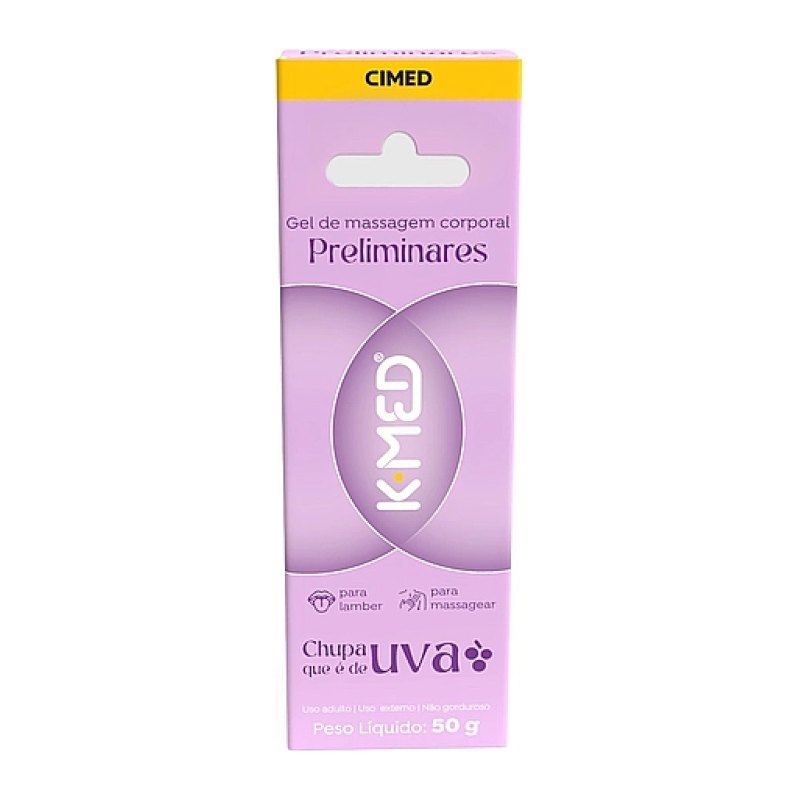 Preliminares
CIMED
Gel de massagem corporal
Preliminares
K·MED®
para
lamber
para
massagear
Chupa
que é de uva
Uso adulto | Uso externo | Não gorduroso
Peso Líquido: 50 g